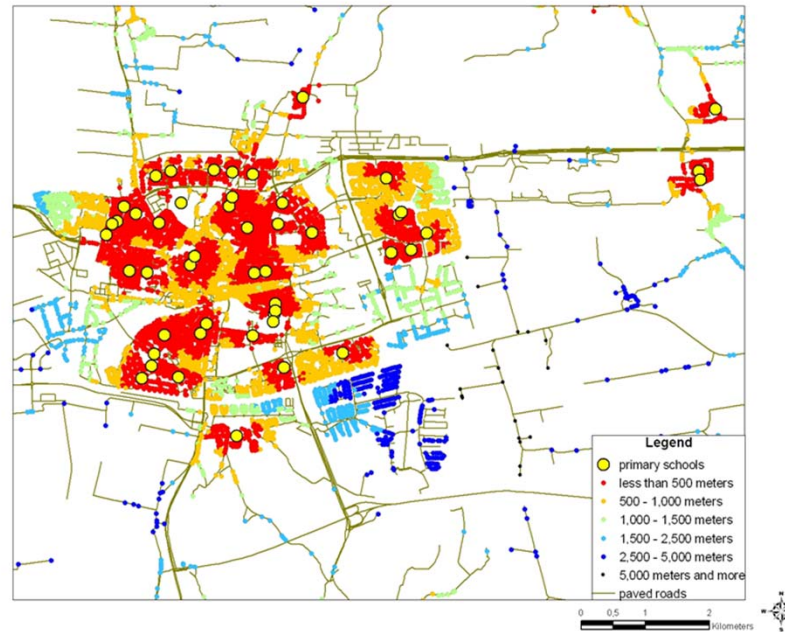 Legend
primary schools
less than 500 meters
500 - 1,000 meters
1,000 - 1,500 meters
1,500 - 2,500 meters
2,500 - 5,000 meters
5,000 meters and more
paved roads
0 0,5 1 2
Kilometers